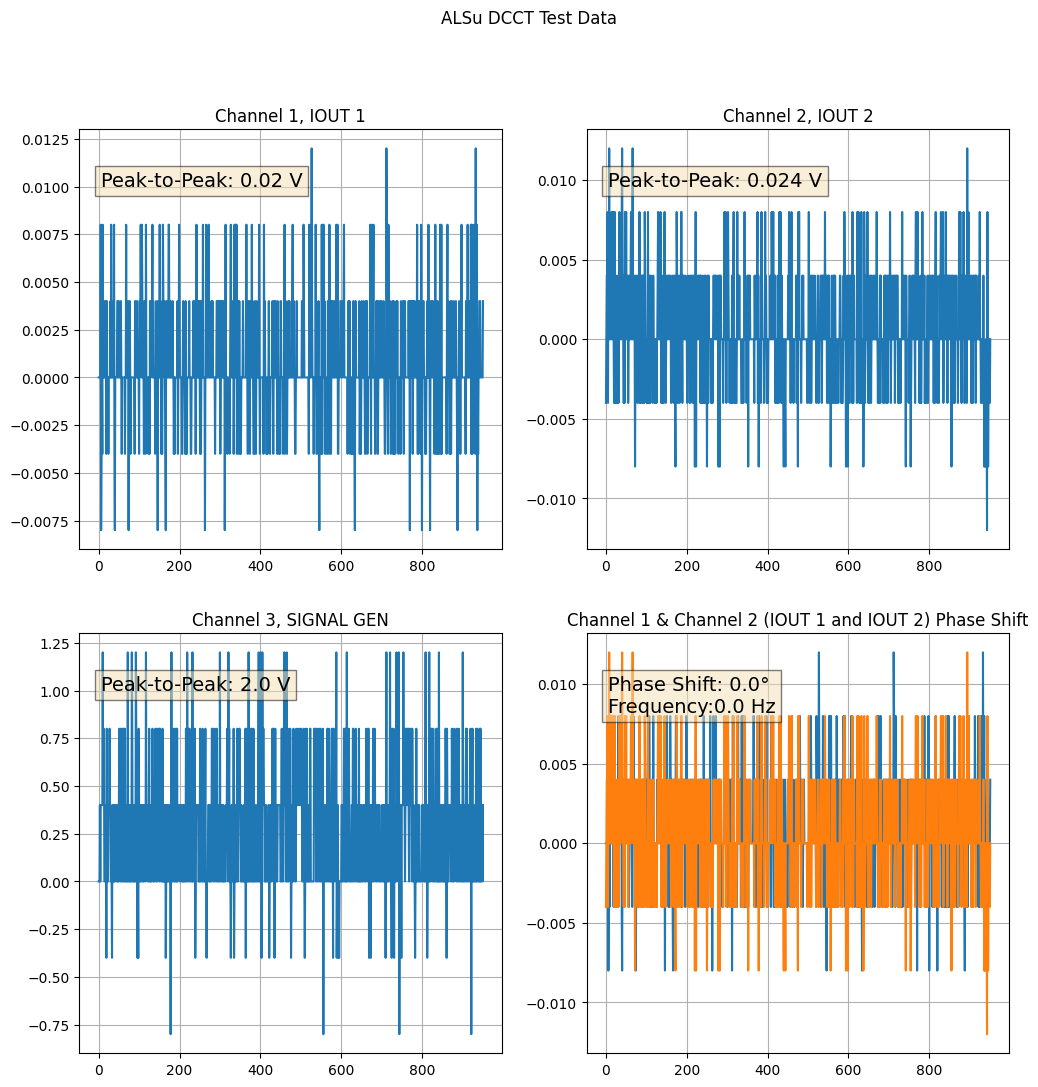 ALSu DCCT Test Data
Channel 1, IOUT 1
0.0125
0.0100
0.0075
0.0050
0.0025
0.0000
−0.0025
−0.0050
−0.0075
Peak-to-Peak: 0.02 V
0 200 400 600 800
Channel 2, IOUT 2
0.010
0.005
0.000
−0.005
−0.010
Peak-to-Peak: 0.024 V
0 200 400 600 800
Channel 3, SIGNAL GEN
1.25
1.00
0.75
0.50
0.25
0.00
−0.25
−0.50
−0.75
Peak-to-Peak: 2.0 V
0 200 400 600 800
Channel 1 & Channel 2 (IOUT 1 and IOUT 2) Phase Shift
0.010
0.005
0.000
−0.005
−0.010
Phase Shift: 0.0°
Frequency:0.0 Hz
0 200 400 600 800